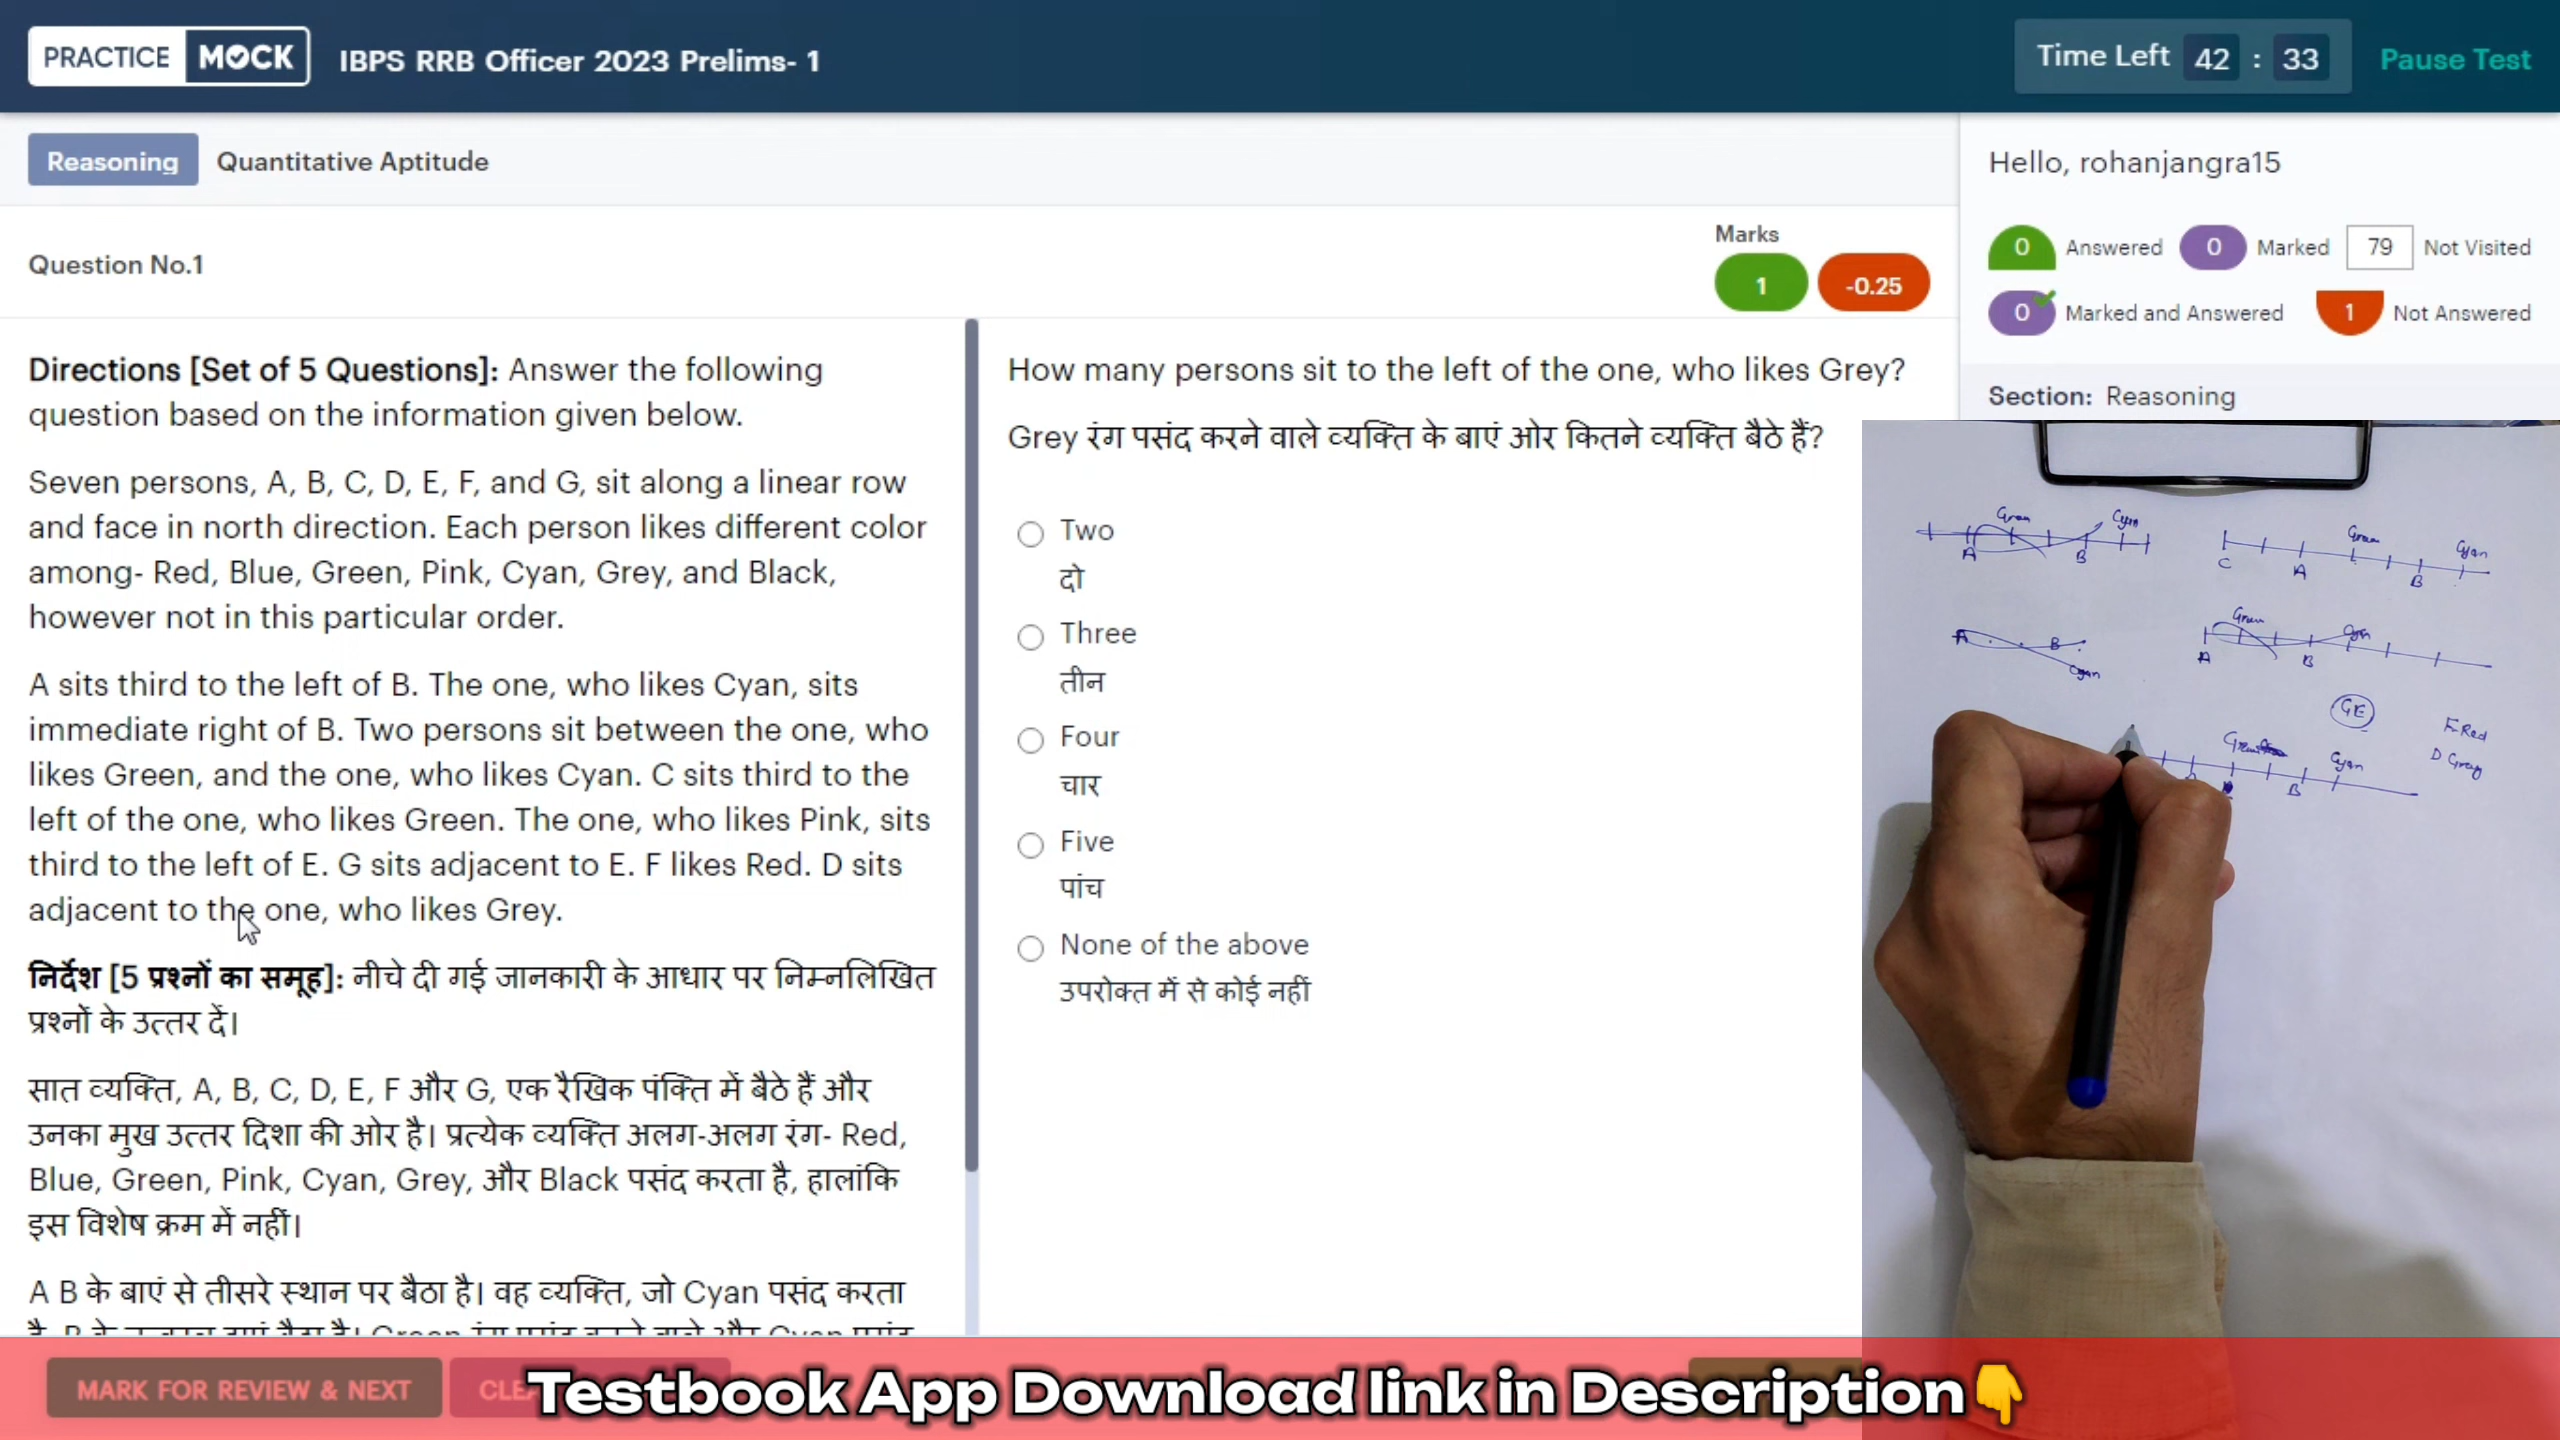 PRACTICE MOCK
IBPS RRB Officer 2023 Prelims- 1
Time Left 42 : 33
Pause Test
Reasoning
Quantitative Aptitude
Hello, rohanjangra15
Question No.1
Marks
1
-0.25
0 Answered
0 Marked
79 Not Visited
0 Marked and Answered
1 Not Answered
Section: Reasoning
Directions [Set of 5 Questions]: Answer the following
question based on the information given below.
Seven persons, A, B, C, D, E, F, and G, sit along a linear row
and face in north direction. Each person likes different color
among- Red, Blue, Green, Pink, Cyan, Grey, and Black,
however not in this particular order.
A sits third to the left of B. The one, who likes Cyan, sits
immediate right of B. Two persons sit between the one, who
likes Green, and the one, who likes Cyan. C sits third to the
left of the one, who likes Green. The one, who likes Pink, sits
third to the left of E. G sits adjacent to E. F likes Red. D sits
adjacent to the one, who likes Grey.
निर्देश [5 प्रश्नों का समूह]: नीचे दी गई जानकारी के आधार पर निम्नलिखित
प्रश्नों के उत्तर दें।
सात व्यक्ति, A, B, C, D, E, F और G, एक रैखिक पंक्ति में बैठे हैं और
उनका मुख उत्तर दिशा की ओर है। प्रत्येक व्यक्ति अलग-अलग रंग- Red,
Blue, Green, Pink, Cyan, Grey, और Black पसंद करता है, हालांकि
इस विशेष क्रम में नहीं।
A B के बाएं से तीसरे स्थान पर बैठा है। वह व्यक्ति, जो Cyan पसंद करता
How many persons sit to the left of the one, who likes Grey?
Grey रंग पसंद करने वाले व्यक्ति के बाएं ओर कितने व्यक्ति बैठे हैं?
Two
दो
Three
तीन
Four
चार
Five
पांच
None of the above
उपरोक्त में से कोई नहीं
Green Cyan
A B
Green Cyan
C A B
A B
Cyan
Green Cyan
A B
GE
F Red
D Grey
Cyan
B
MARK FOR REVIEW & NEXT
Testbook App Download link in Description👇